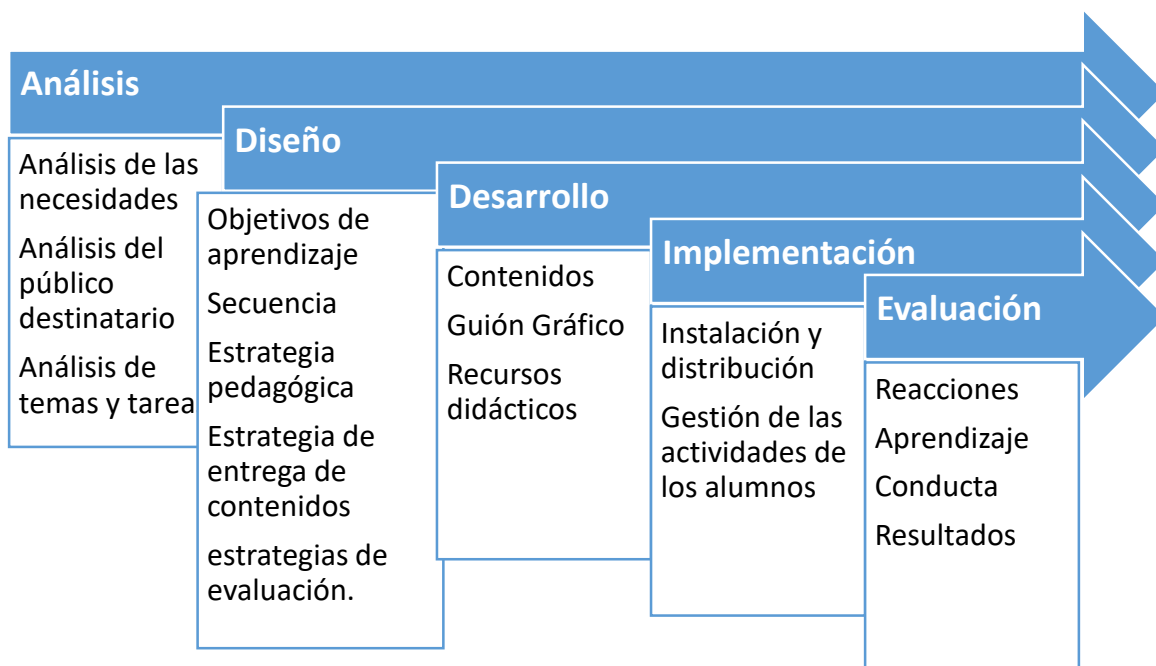 Análisis
Análisis de las
necesidades
Análisis del
público
destinatario
Análisis de
temas y tarea
Diseño
Objetivos de
aprendizaje
Secuencia
Estrategia
pedagógica
Estrategia de
entrega de
contenidos
estrategias de
evaluación.
Desarrollo
Contenidos
Guión Gráfico
Recursos
didácticos
Implementación
Instalación y
distribución
Gestión de las
actividades de
los alumnos
Evaluación
Reacciones
Aprendizaje
Conducta
Resultados